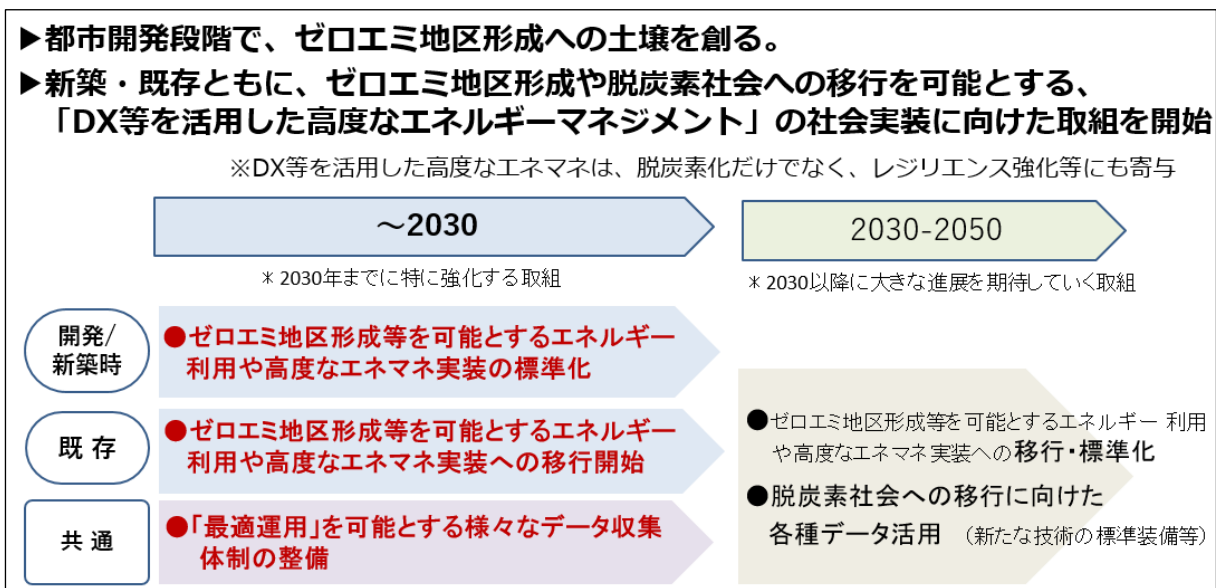 ▶都市開発段階で、ゼロエミ地区形成への土壌を創る。
▶新築・既存ともに、ゼロエミ地区形成や脱炭素社会への移行を可能とする、
「DX等を活用した高度なエネルギーマネジメント」の社会実装に向けた取組を開始
※DX等を活用した高度なエネマネは、脱炭素化だけでなく、レジリエンス強化等にも寄与
～2030
2030-2050
＊2030年までに特に強化する取組
＊2030以降に大きな進展を期待していく取組
開発/
新築時
●ゼロエミ地区形成等を可能とするエネルギー
利用や高度なエネマネ実装の標準化
既 存
●ゼロエミ地区形成等を可能とするエネルギー
利用や高度なエネマネ実装への移行開始
共 通
●「最適運用」を可能とする様々なデータ収集
体制の整備
●ゼロエミ地区形成等を可能とするエネルギー 利用
や高度なエネマネ実装への移行・標準化
●脱炭素社会への移行に向けた
各種データ活用 （新たな技術の標準装備等）